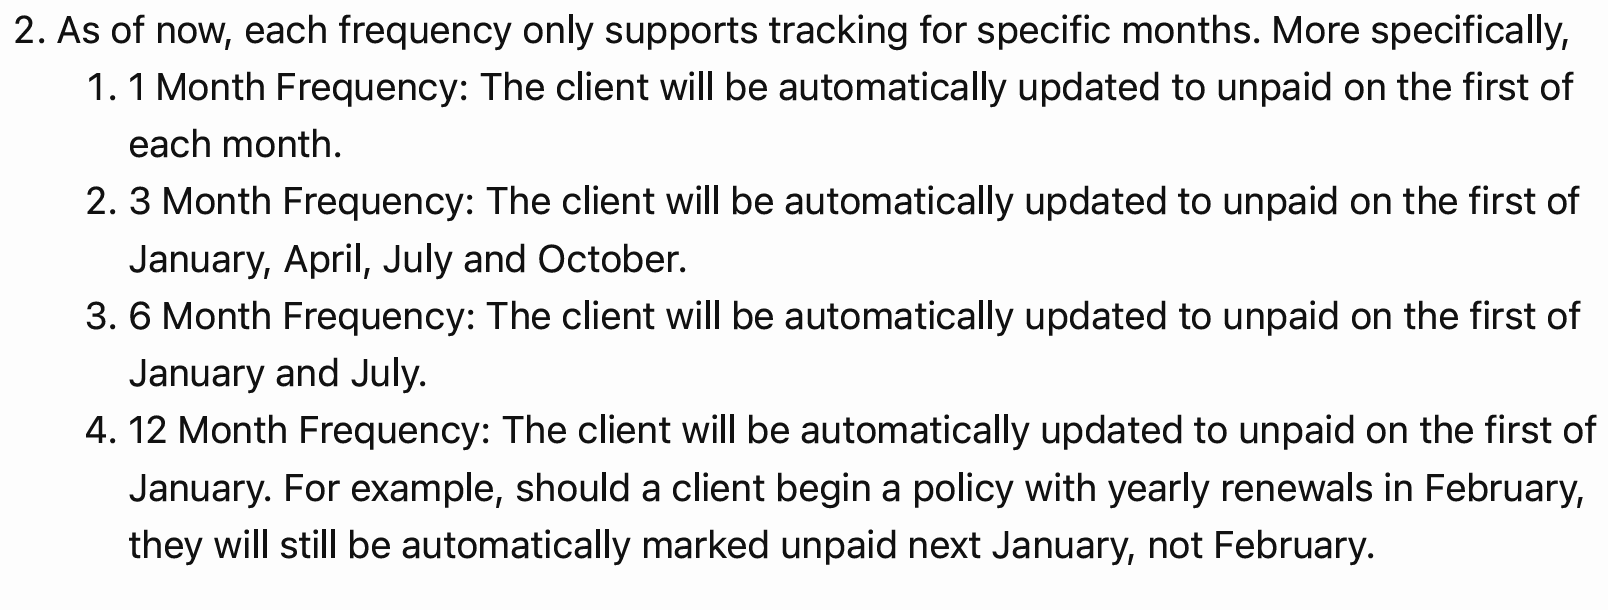 2. As of now, each frequency only supports tracking for specific months. More specifically,
1. 1 Month Frequency: The client will be automatically updated to unpaid on the first of
each month.
2. 3 Month Frequency: The client will be automatically updated to unpaid on the first of
January, April, July and October.
3. 6 Month Frequency: The client will be automatically updated to unpaid on the first of
January and July.
4. 12 Month Frequency: The client will be automatically updated to unpaid on the first of
January. For example, should a client begin a policy with yearly renewals in February,
they will still be automatically marked unpaid next January, not February.